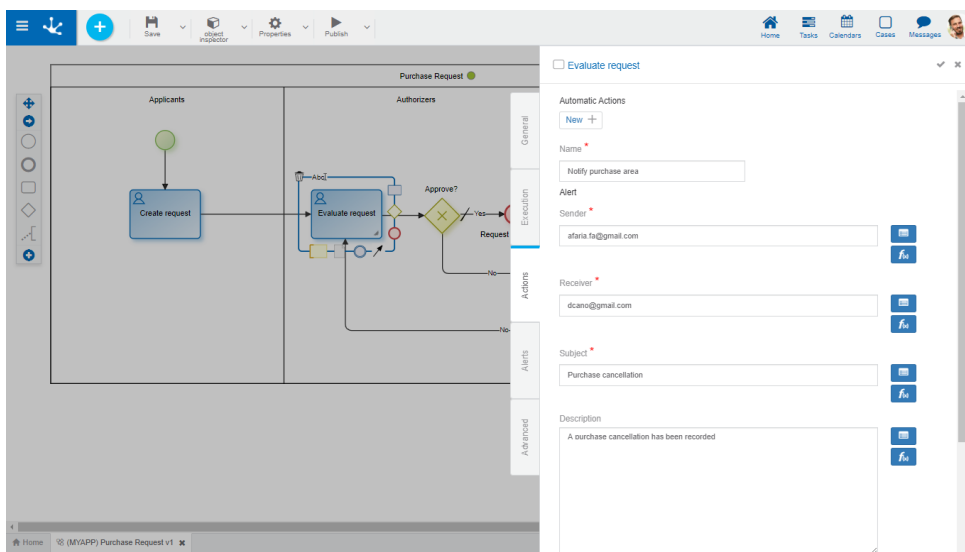 Save
object
inspector
Properties
Publish
Home
Tasks
Calendars
Cases
Messages
Purchase Request
Applicants
Authorizers
Create request
Abc
Evaluate request
Approve?
Yes
Request
No
No
General
Execution
Actions
Alerts
Advanced
Evaluate request
Automatic Actions
New +
Name *
Notify purchase area
Alert
Sender *
afaria.fa@gmail.com
f(x)
Receiver *
dcano@gmail.com
f(x)
Subject *
Purchase cancellation
f(x)
Description
A purchase cancellation has been recorded
f(x)
Home
(MYAPP) Purchase Request v1